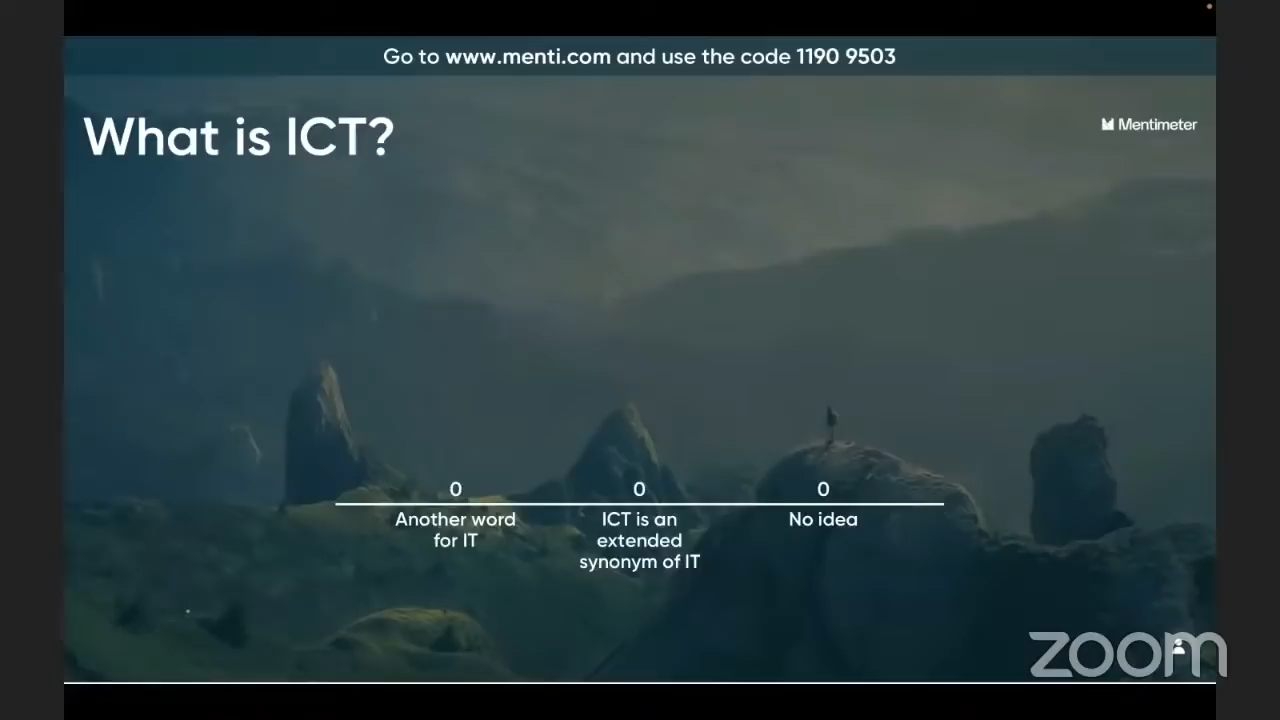 Go to www.menti.com and use the code 1190 9503
What is ICT?
Mentimeter
0
Another word
for IT
0
ICT is an
extended
synonym of IT
0
No idea
zoom